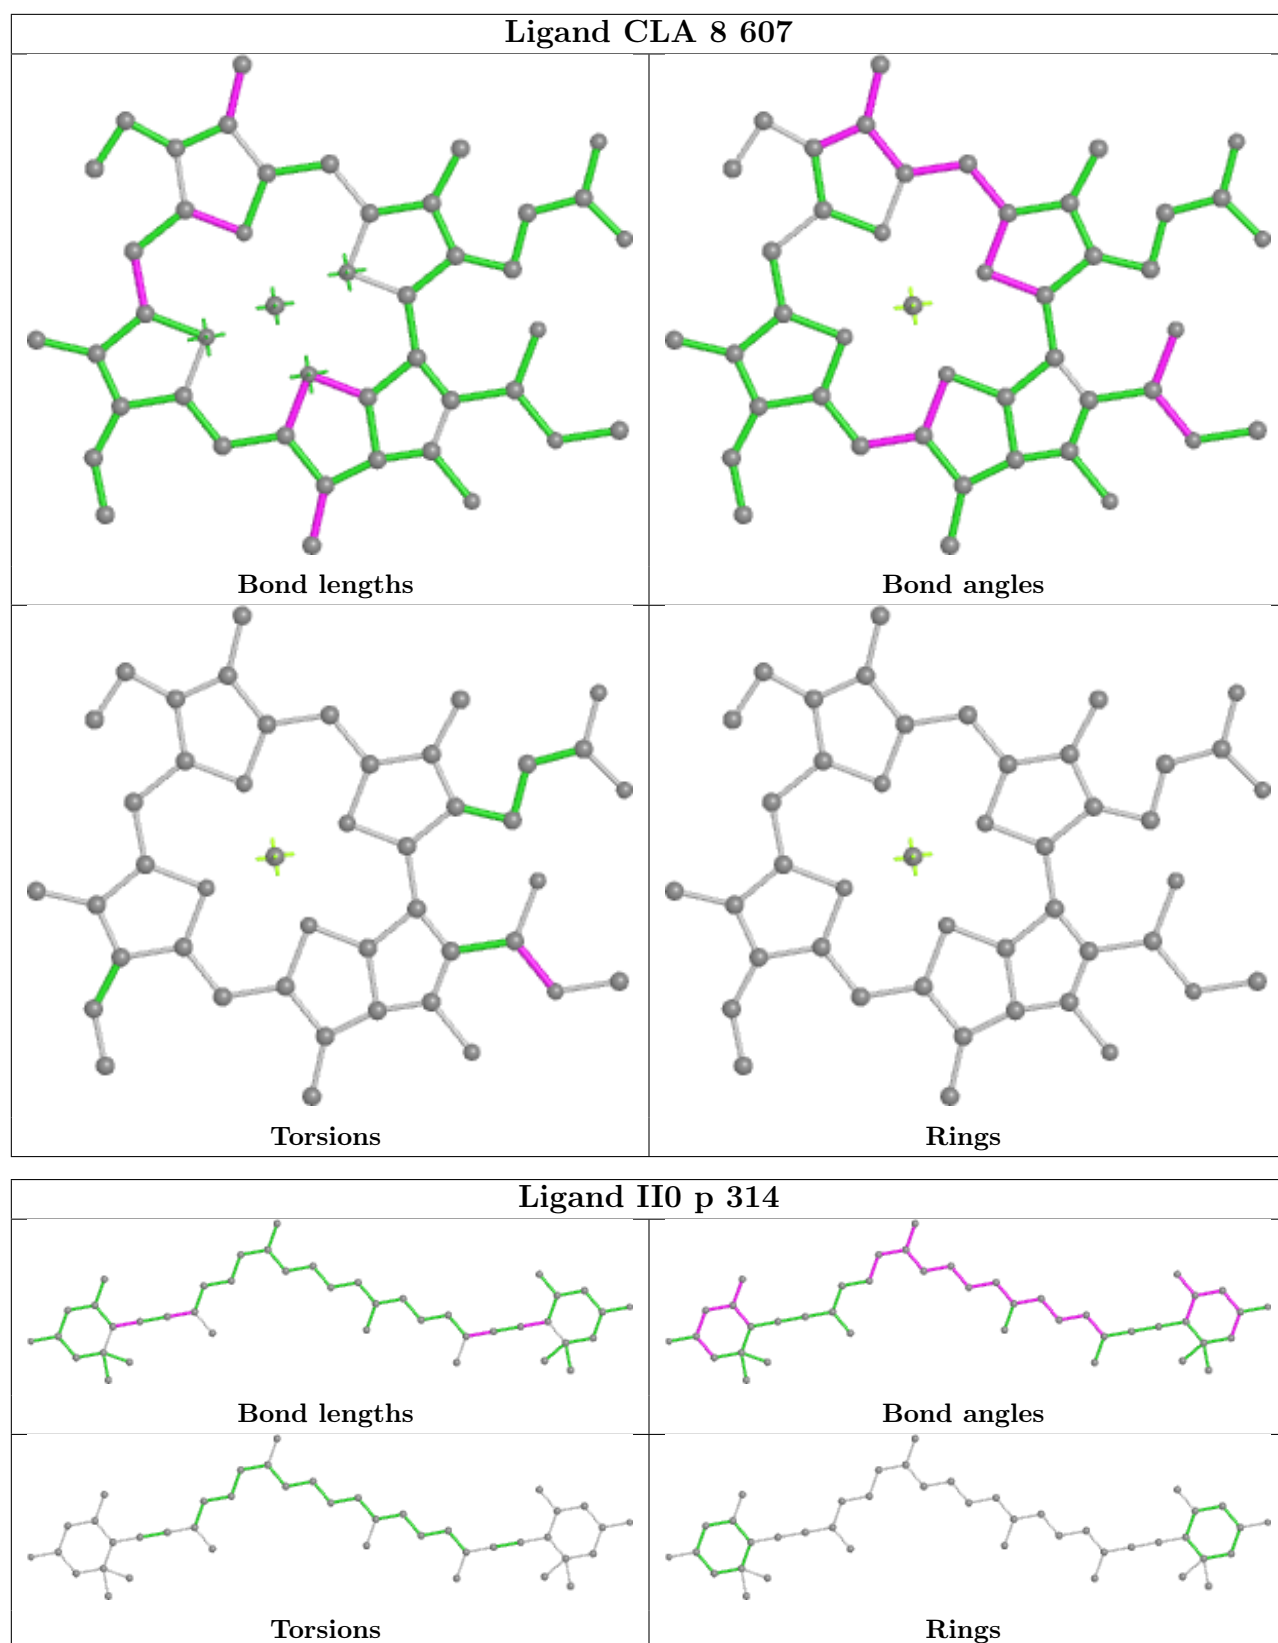 Ligand CLA 8 607
Bond lengths
Bond angles
Torsions
Rings
Ligand II0 p 314
Bond lengths
Bond angles
Torsions
Rings